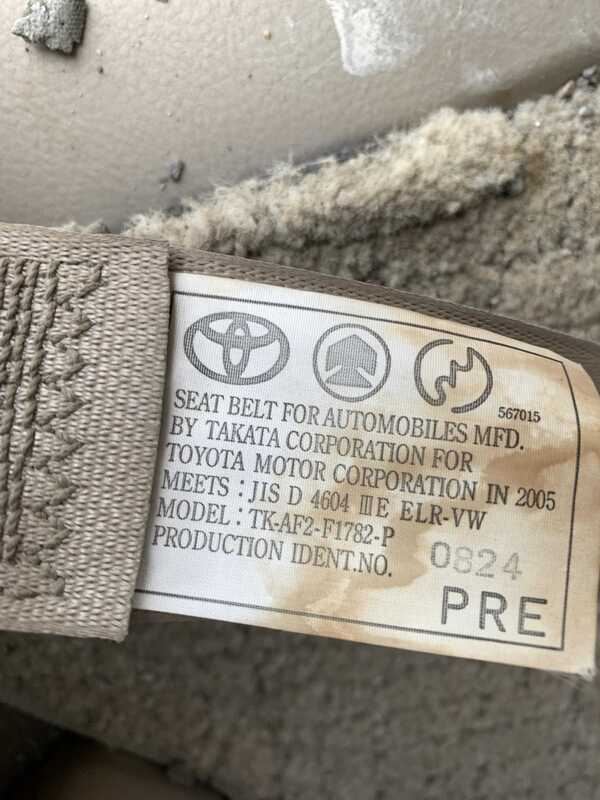 567015
SEAT BELT FOR AUTOMOBILES MFD.
BY TAKATA CORPORATION FOR
TOYOTA MOTOR CORPORATION IN 2005
MEETS : JIS D 4604 ⅢE ELR-VW
MODEL : TK-AF2-F1782-P
PRODUCTION IDENT.NO. 0824
PRE